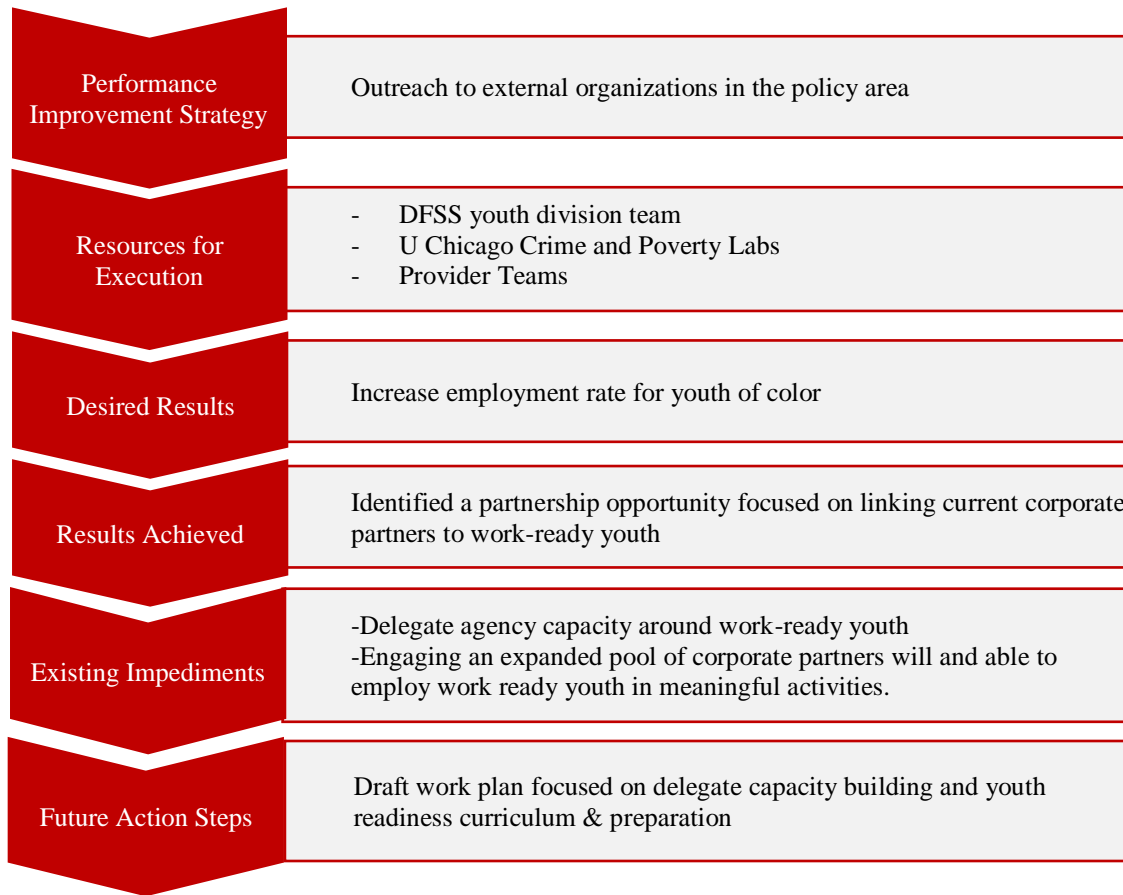 Performance
Improvement Strategy
Outreach to external organizations in the policy area
Resources for
Execution
- DFSS youth division team
- U Chicago Crime and Poverty Labs
- Provider Teams
Desired Results
Increase employment rate for youth of color
Results Achieved
Identified a partnership opportunity focused on linking current corporate
partners to work-ready youth
Existing Impediments
-Delegate agency capacity around work-ready youth
-Engaging an expanded pool of corporate partners will and able to
employ work ready youth in meaningful activities.
Future Action Steps
Draft work plan focused on delegate capacity building and youth
readiness curriculum & preparation